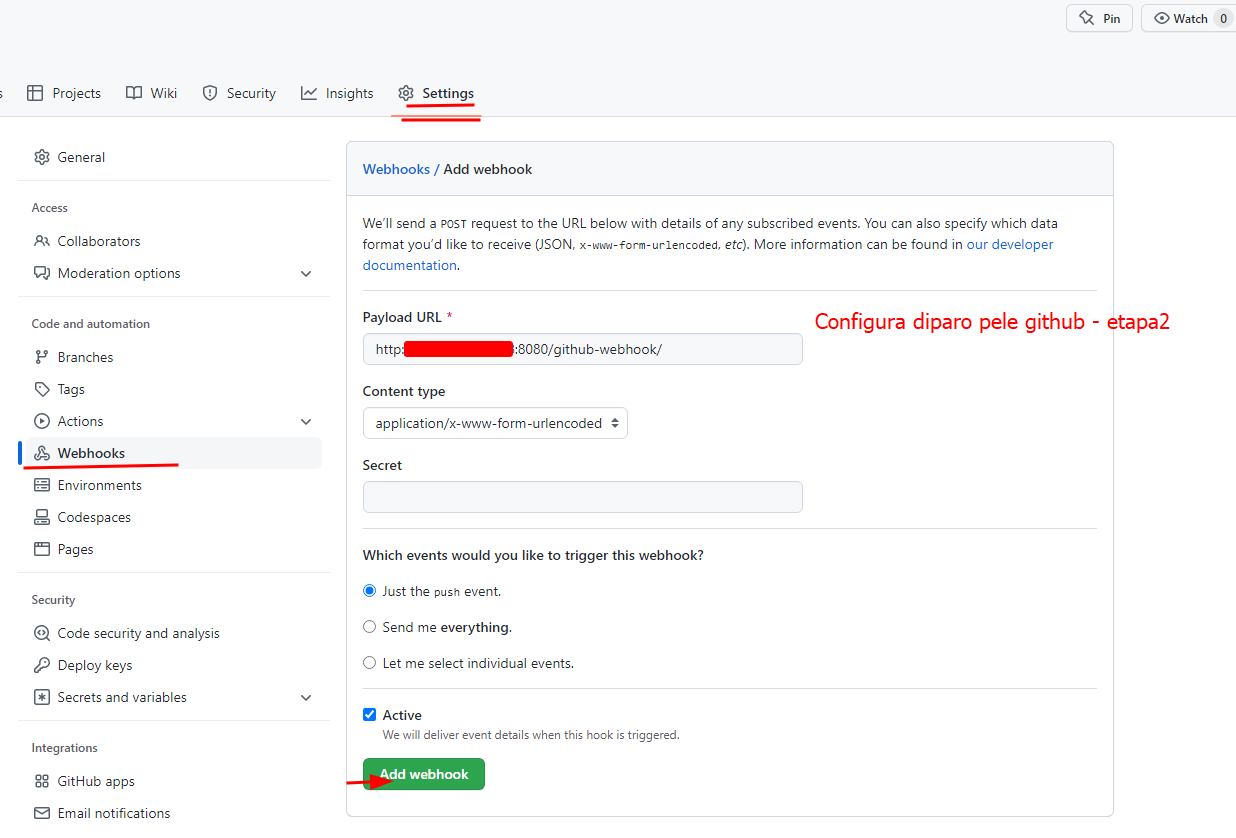 Pin
Watch 0
s
Projects
Wiki
Security
Insights
Settings
General
Access
Collaborators
Moderation options
Code and automation
Branches
Tags
Actions
Webhooks
Environments
Codespaces
Pages
Security
Code security and analysis
Deploy keys
Secrets and variables
Integrations
GitHub apps
Email notifications
Webhooks / Add webhook
We'll send a POST request to the URL below with details of any subscribed events. You can also specify which data
format you'd like to receive (JSON, x-www-form-urlencoded, etc). More information can be found in our developer
documentation.
Payload URL *
Configura diparo pele github - etapa2
http: :8080/github-webhook/
Content type
application/x-www-form-urlencoded
Secret
Which events would you like to trigger this webhook?
Just the push event.
Send me everything.
Let me select individual events.
Active
We will deliver event details when this hook is triggered.
Add webhook